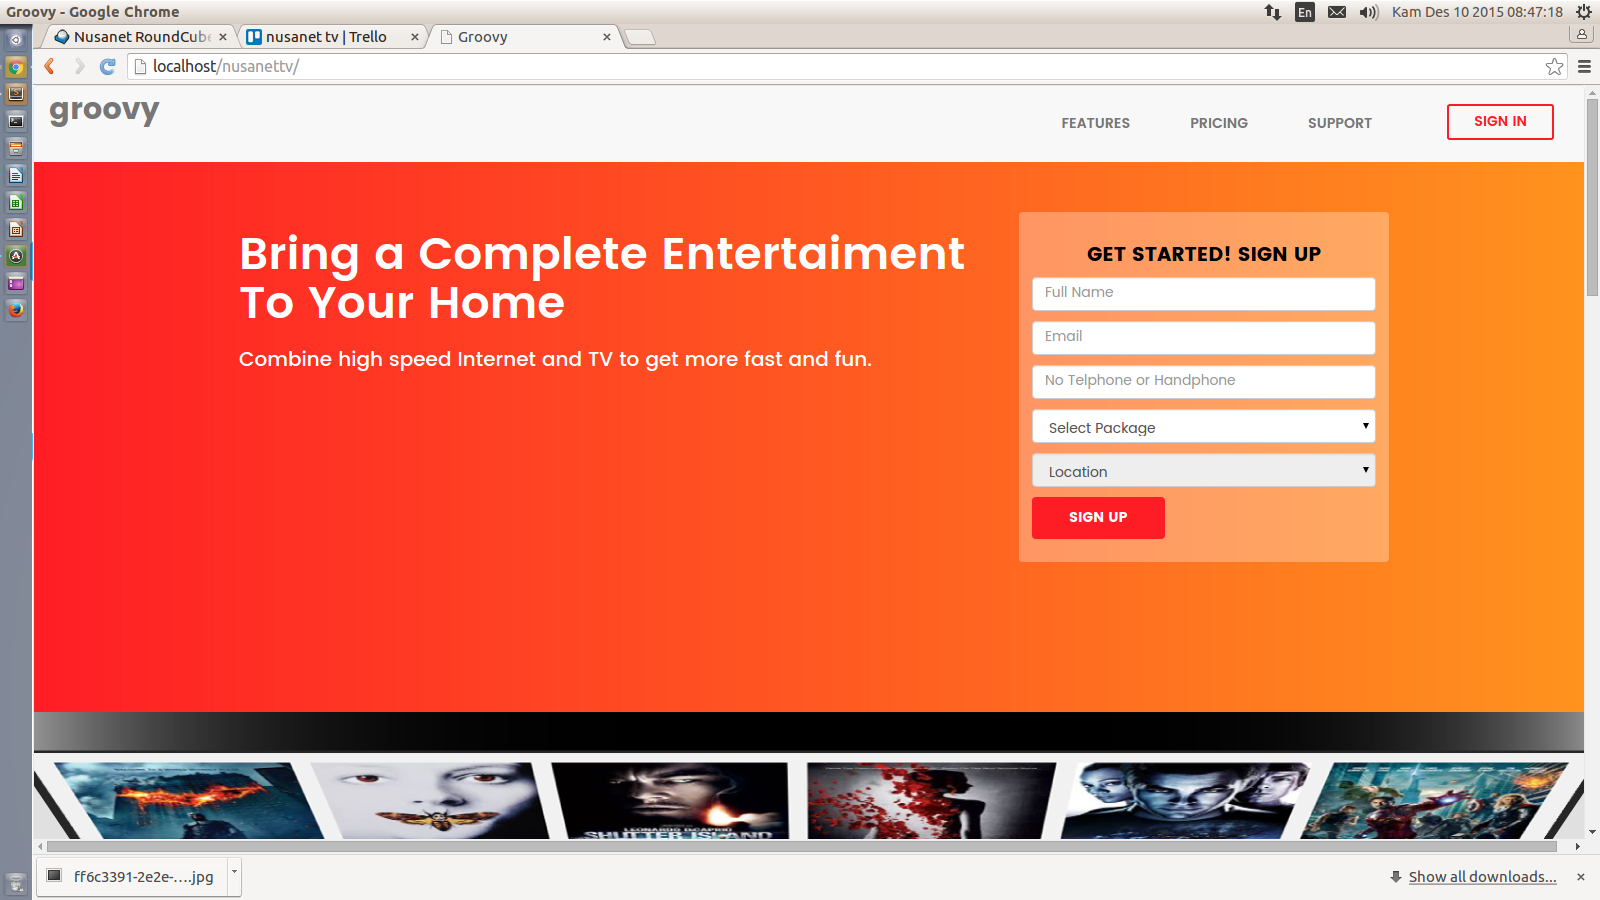 Groovy - Google Chrome
En
Kam Des 10 2015 08:47:18
Nusanet RoundCube
nusanet tv | Trello
Groovy
localhost/nusanettv/
groovy
FEATURES
PRICING
SUPPORT
SIGN IN
Bring a Complete Entertaiment
To Your Home
Combine high speed Internet and TV to get more fast and fun.
GET STARTED! SIGN UP
Full Name
Email
No Telphone or Handphone
Select Package
Location
SIGN UP
LEONARDO DiCAPRIO
SHUTTER ISLAND
ff6c3391-2e2e-....jpg
Show all downloads...